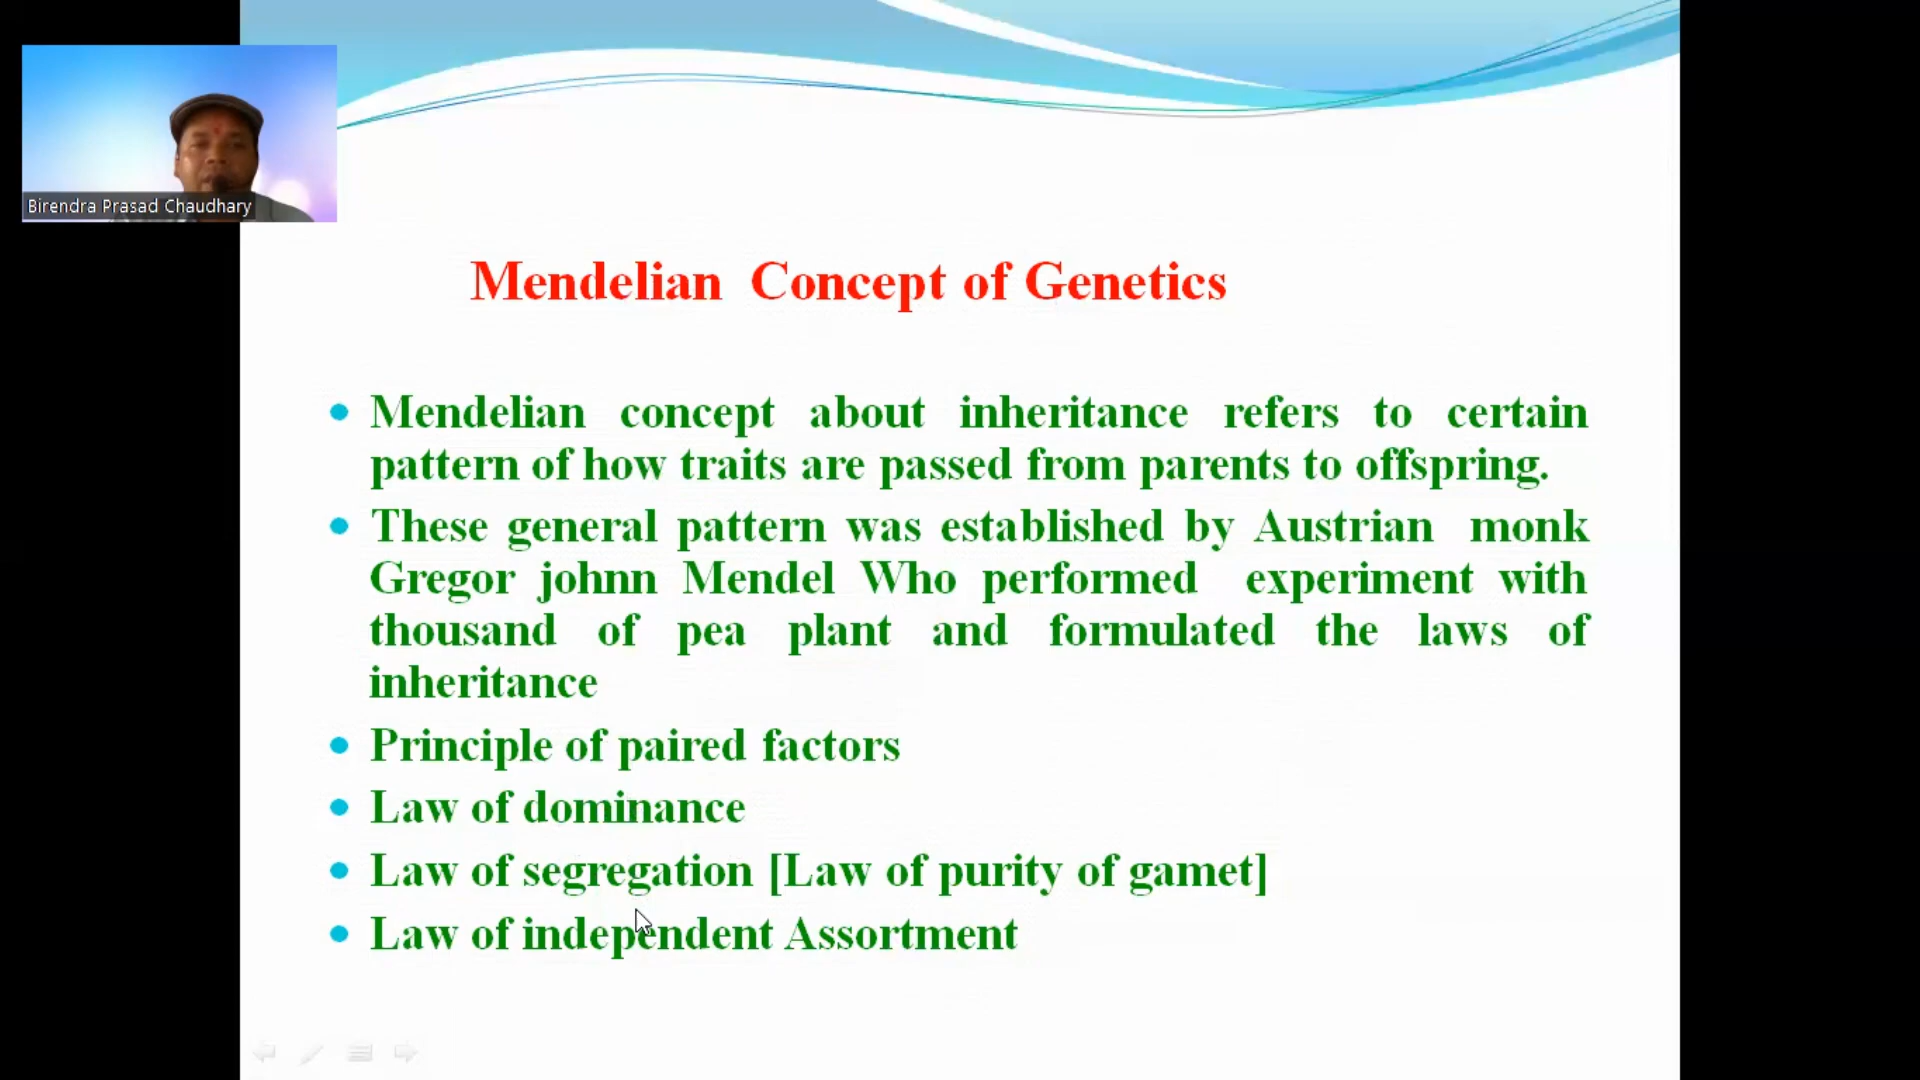 Birendra Prasad Chaudhary
Mendelian Concept of Genetics
Mendelian concept about inheritance refers to certain
pattern of how traits are passed from parents to offspring.
These general pattern was established by Austrian monk
Gregor johnn Mendel Who performed experiment with
thousand of pea plant and formulated the laws of
inheritance
Principle of paired factors
Law of dominance
Law of segregation [Law of purity of gamet]
Law of independent Assortment